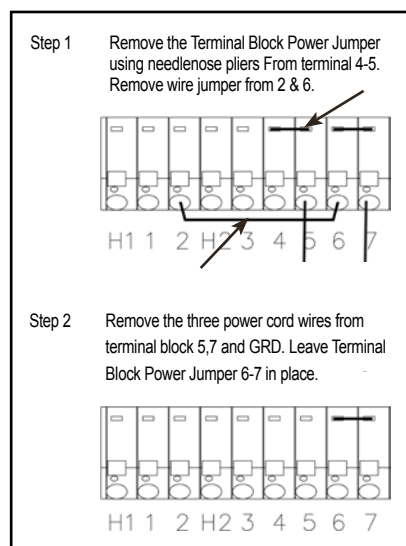 Step 1 Remove the Terminal Block Power Jumper
using needlenose pliers From terminal 4-5.
Remove wire jumper from 2 & 6.
H1 1 2 H2 3 4 5 6 7
Step 2 Remove the three power cord wires from
terminal block 5,7 and GRD. Leave Terminal
Block Power Jumper 6-7 in place.
H1 1 2 H2 3 4 5 6 7